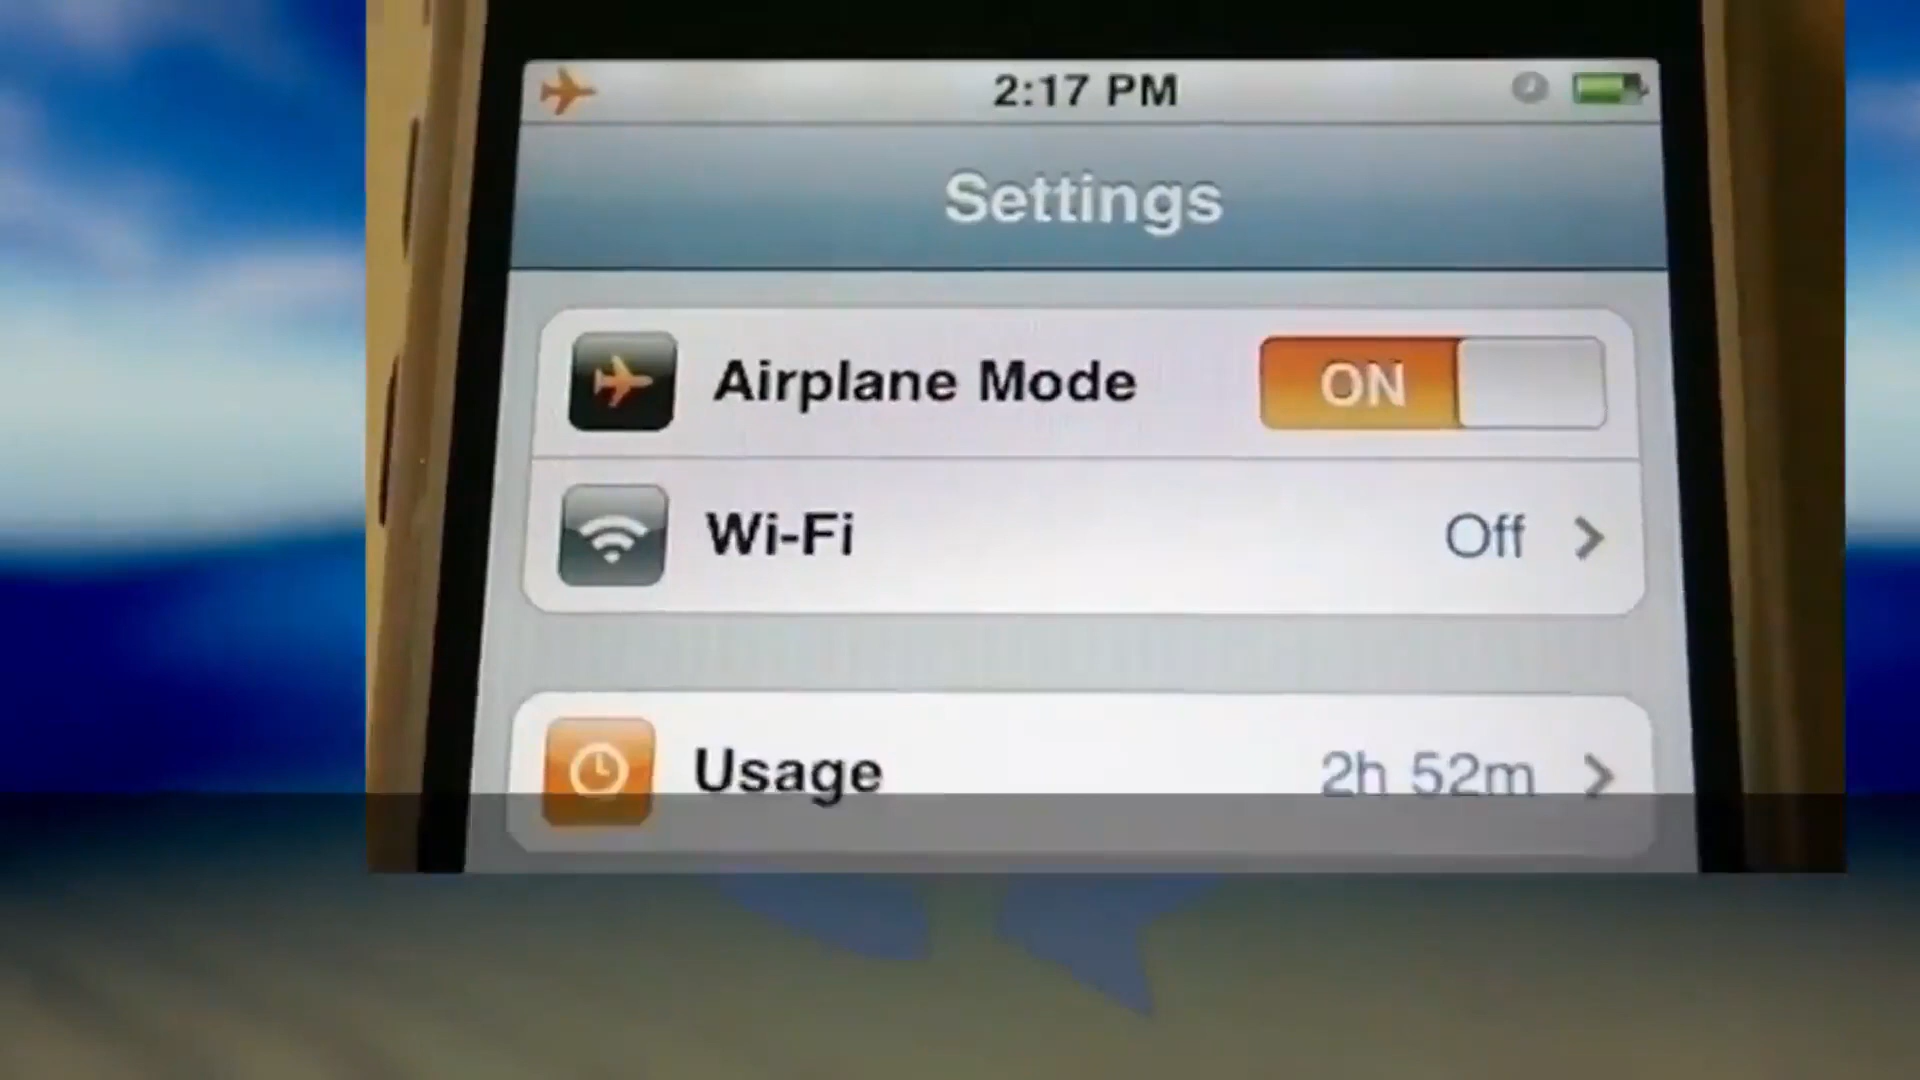 2:17 PM
Settings
Airplane Mode ON
Wi-Fi Off
Usage 2h 52m